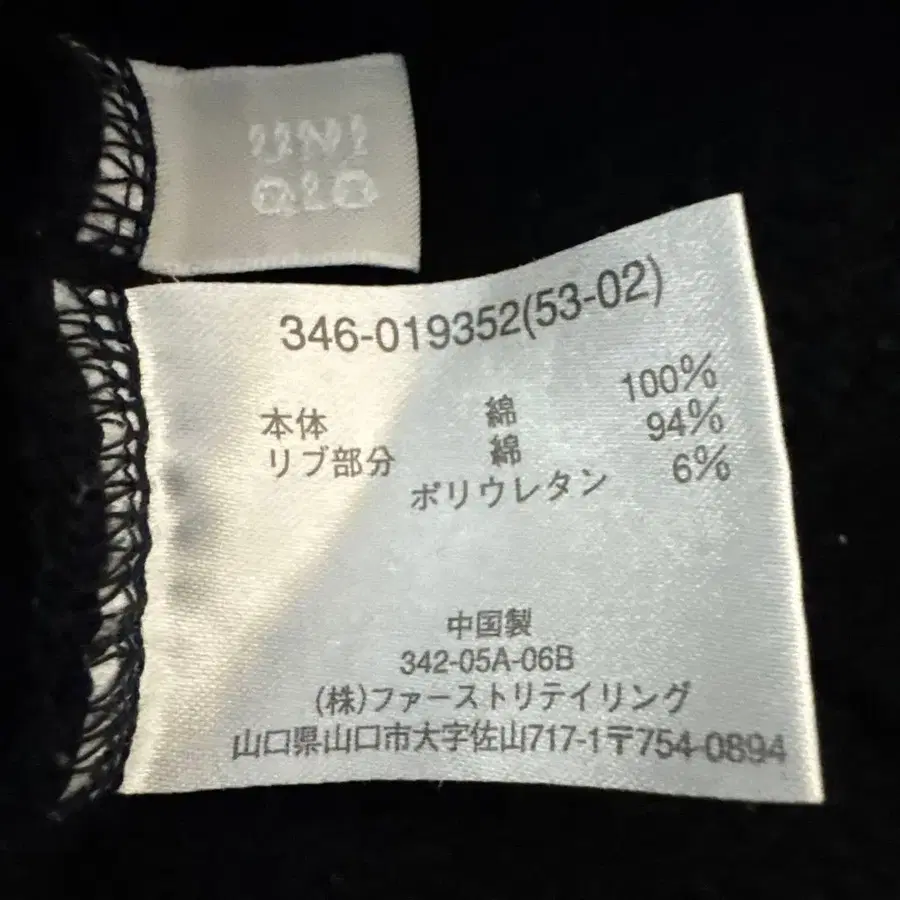 UNI
QLO
346-019352(53-02)
本体 綿 100%
リブ部分 綿 94%
ポリウレタン 6%
中国製
342-05A-06B
(株)ファーストリテイリング
山口県山口市大字佐山717-1〒754-0894